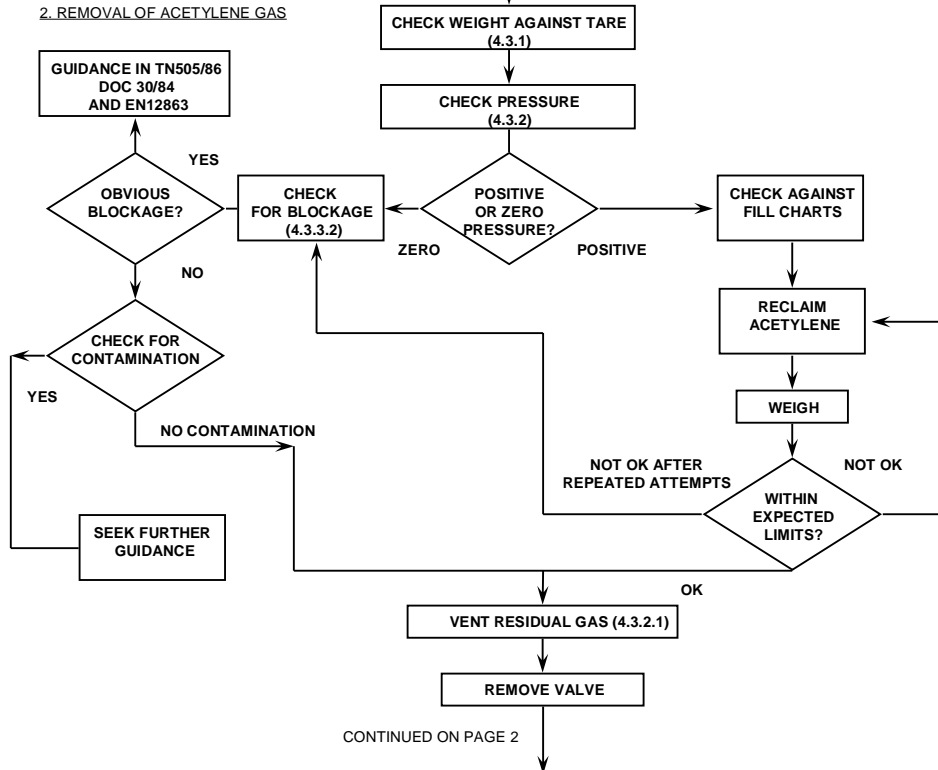 2. REMOVAL OF ACETYLENE GAS
CHECK WEIGHT AGAINST TARE
(4.3.1)
GUIDANCE IN TN505/86
DOC 30/84
AND EN12863
CHECK PRESSURE
(4.3.2)
YES
OBVIOUS
BLOCKAGE?
CHECK
FOR BLOCKAGE
(4.3.3.2)
POSITIVE
OR ZERO
PRESSURE?
CHECK AGAINST
FILL CHARTS
ZERO
POSITIVE
NO
RECLAIM
ACETYLENE
CHECK FOR
CONTAMINATION
YES
WEIGH
NO CONTAMINATION
NOT OK AFTER
REPEATED ATTEMPTS
NOT OK
WITHIN
EXPECTED
LIMITS?
SEEK FURTHER
GUIDANCE
OK
VENT RESIDUAL GAS (4.3.2.1)
REMOVE VALVE
CONTINUED ON PAGE 2